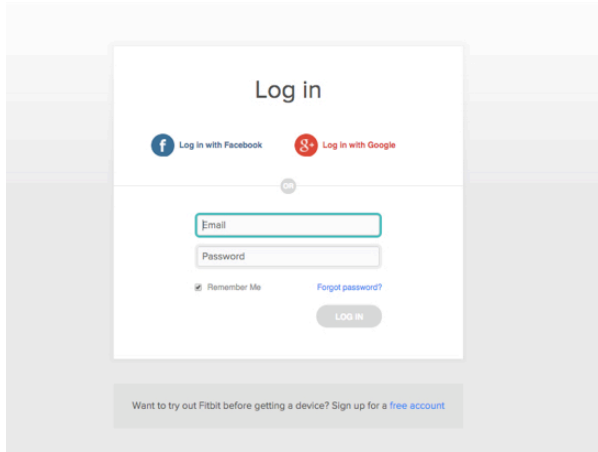 Log in
f Log in with Facebook
g+ Log in with Google
OR
Email
Password
Remember Me
Forgot password?
LOG IN
Want to try out Fitbit before getting a device? Sign up for a free account